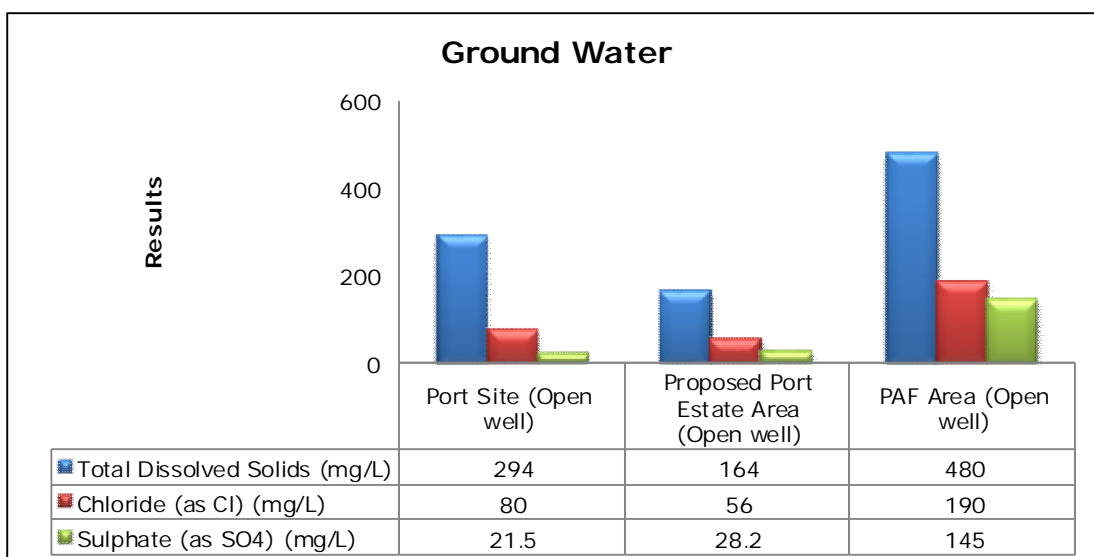 Ground Water
Results
600
400
200
0
Port Site (Open
well)
Proposed Port
Estate Area
(Open well)
PAF Area (Open
well)
Total Dissolved Solids (mg/L) 294 164 480
Chloride (as Cl) (mg/L) 80 56 190
Sulphate (as SO4) (mg/L) 21.5 28.2 145